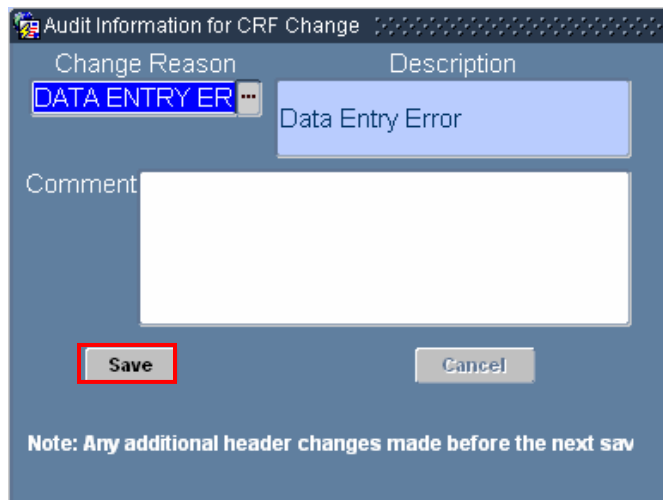 Audit Information for CRF Change
Change Reason Description
DATA ENTRY ER ...
Data Entry Error
Comment
Save Cancel
Note: Any additional header changes made before the next sav